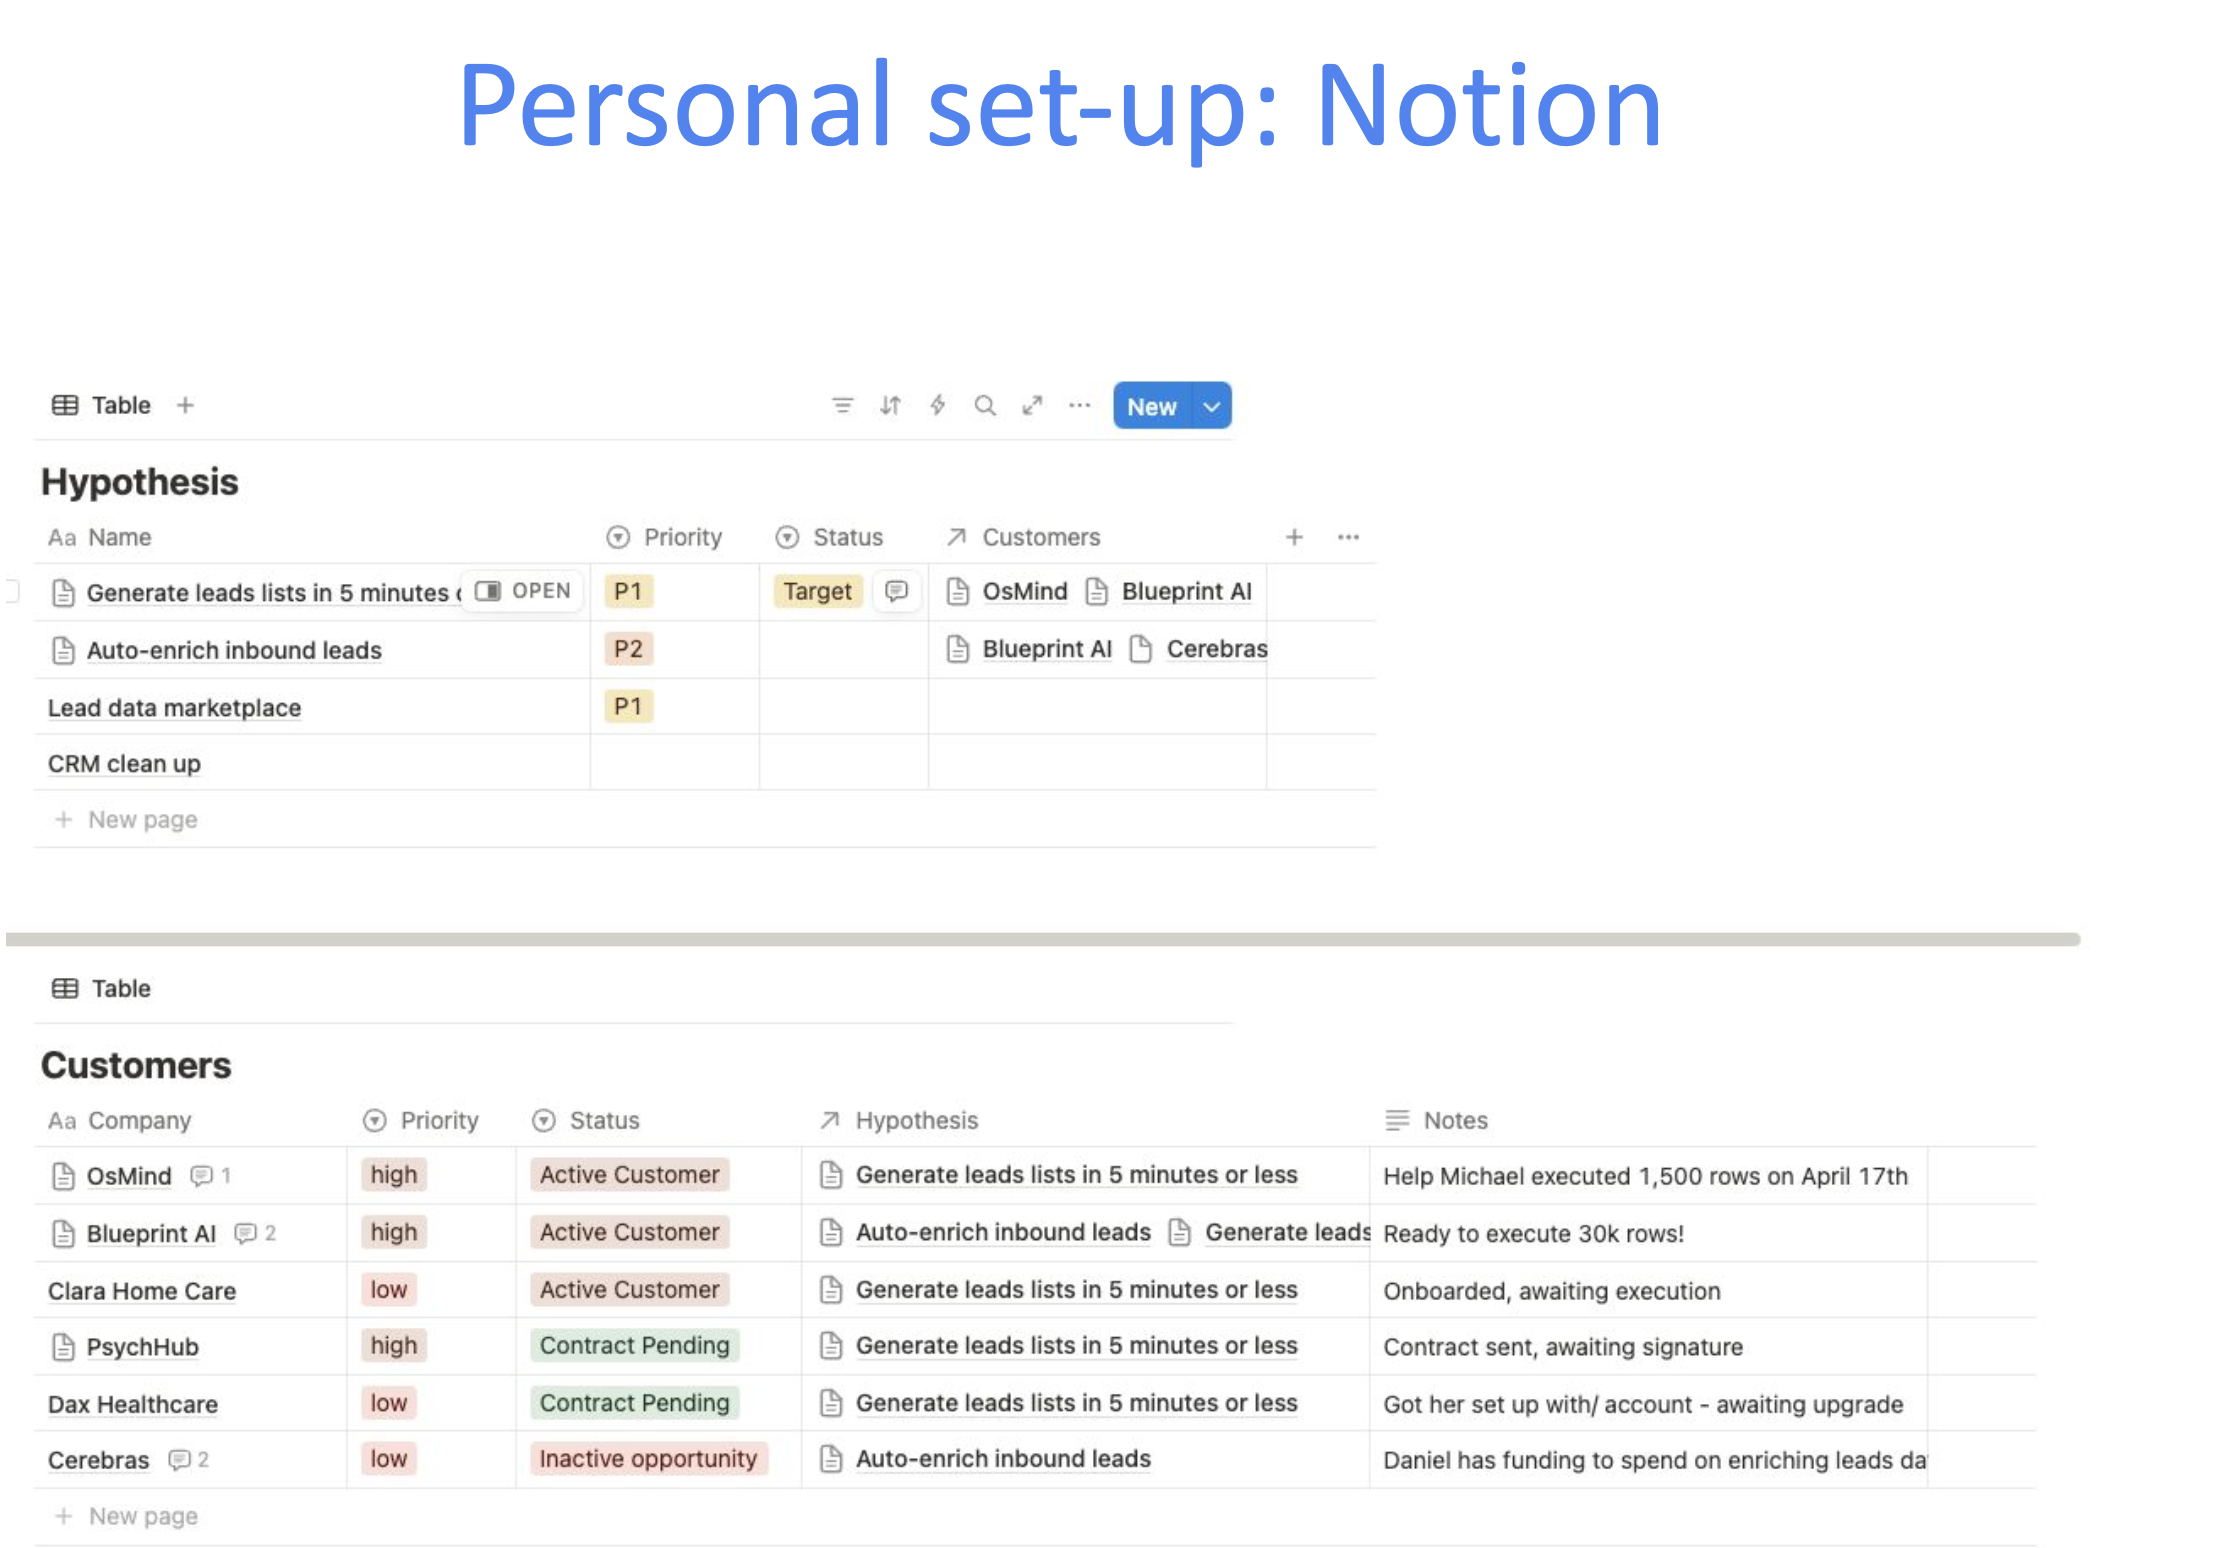 Personal set-up: Notion
Table
New
Hypothesis
Aa Name Priority Status Customers
Generate leads lists in 5 minutes OPEN P1 Target OsMind Blueprint AI
Auto-enrich inbound leads P2 Blueprint AI Cerebras
Lead data marketplace P1
CRM clean up
+ New page
Table
Customers
Aa Company Priority Status Hypothesis Notes
OsMind 1 high Active Customer Generate leads lists in 5 minutes or less Help Michael executed 1,500 rows on April 17th
Blueprint AI 2 high Active Customer Auto-enrich inbound leads Generate leads Ready to execute 30k rows!
Clara Home Care low Active Customer Generate leads lists in 5 minutes or less Onboarded, awaiting execution
PsychHub high Contract Pending Generate leads lists in 5 minutes or less Contract sent, awaiting signature
Dax Healthcare low Contract Pending Generate leads lists in 5 minutes or less Got her set up with/ account - awaiting upgrade
Cerebras 2 low Inactive opportunity Auto-enrich inbound leads Daniel has funding to spend on enriching leads
+ New page